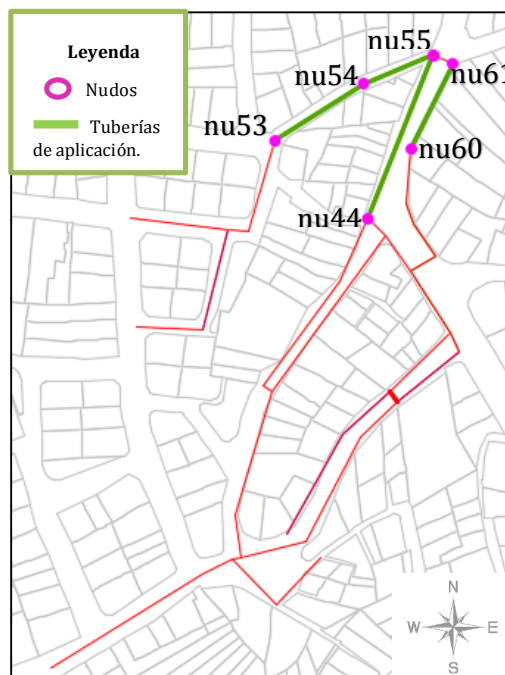 Leyenda
Nudos
Tuberías
de aplicación.
nu55
nu54
nu61
nu53
nu60
nu44
N
W E
S